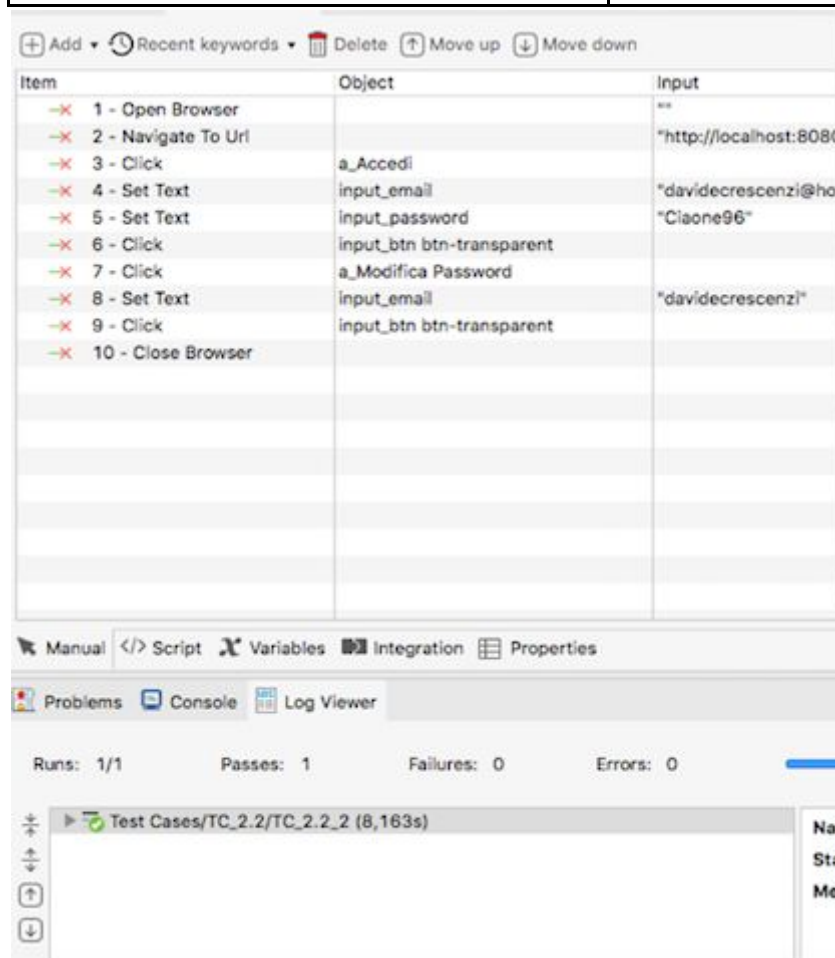 Add Recent keywords Delete Move up Move down
Item Object Input
1 - Open Browser ""
2 - Navigate To Url "http://localhost:8080
3 - Click a_Accedi
4 - Set Text input_email "davidecrescenzi@ho
5 - Set Text input_password "Ciaone96"
6 - Click input_btn btn-transparent
7 - Click a_Modifica Password
8 - Set Text input_email "davidecrescenzi"
9 - Click input_btn btn-transparent
10 - Close Browser
Manual </> Script Variables Integration Properties
Problems Console Log Viewer
Runs: 1/1 Passes: 1 Failures: 0 Errors: 0
Test Cases/TC_2.2/TC_2.2_2 (8,163s)
Na
Sta
Me